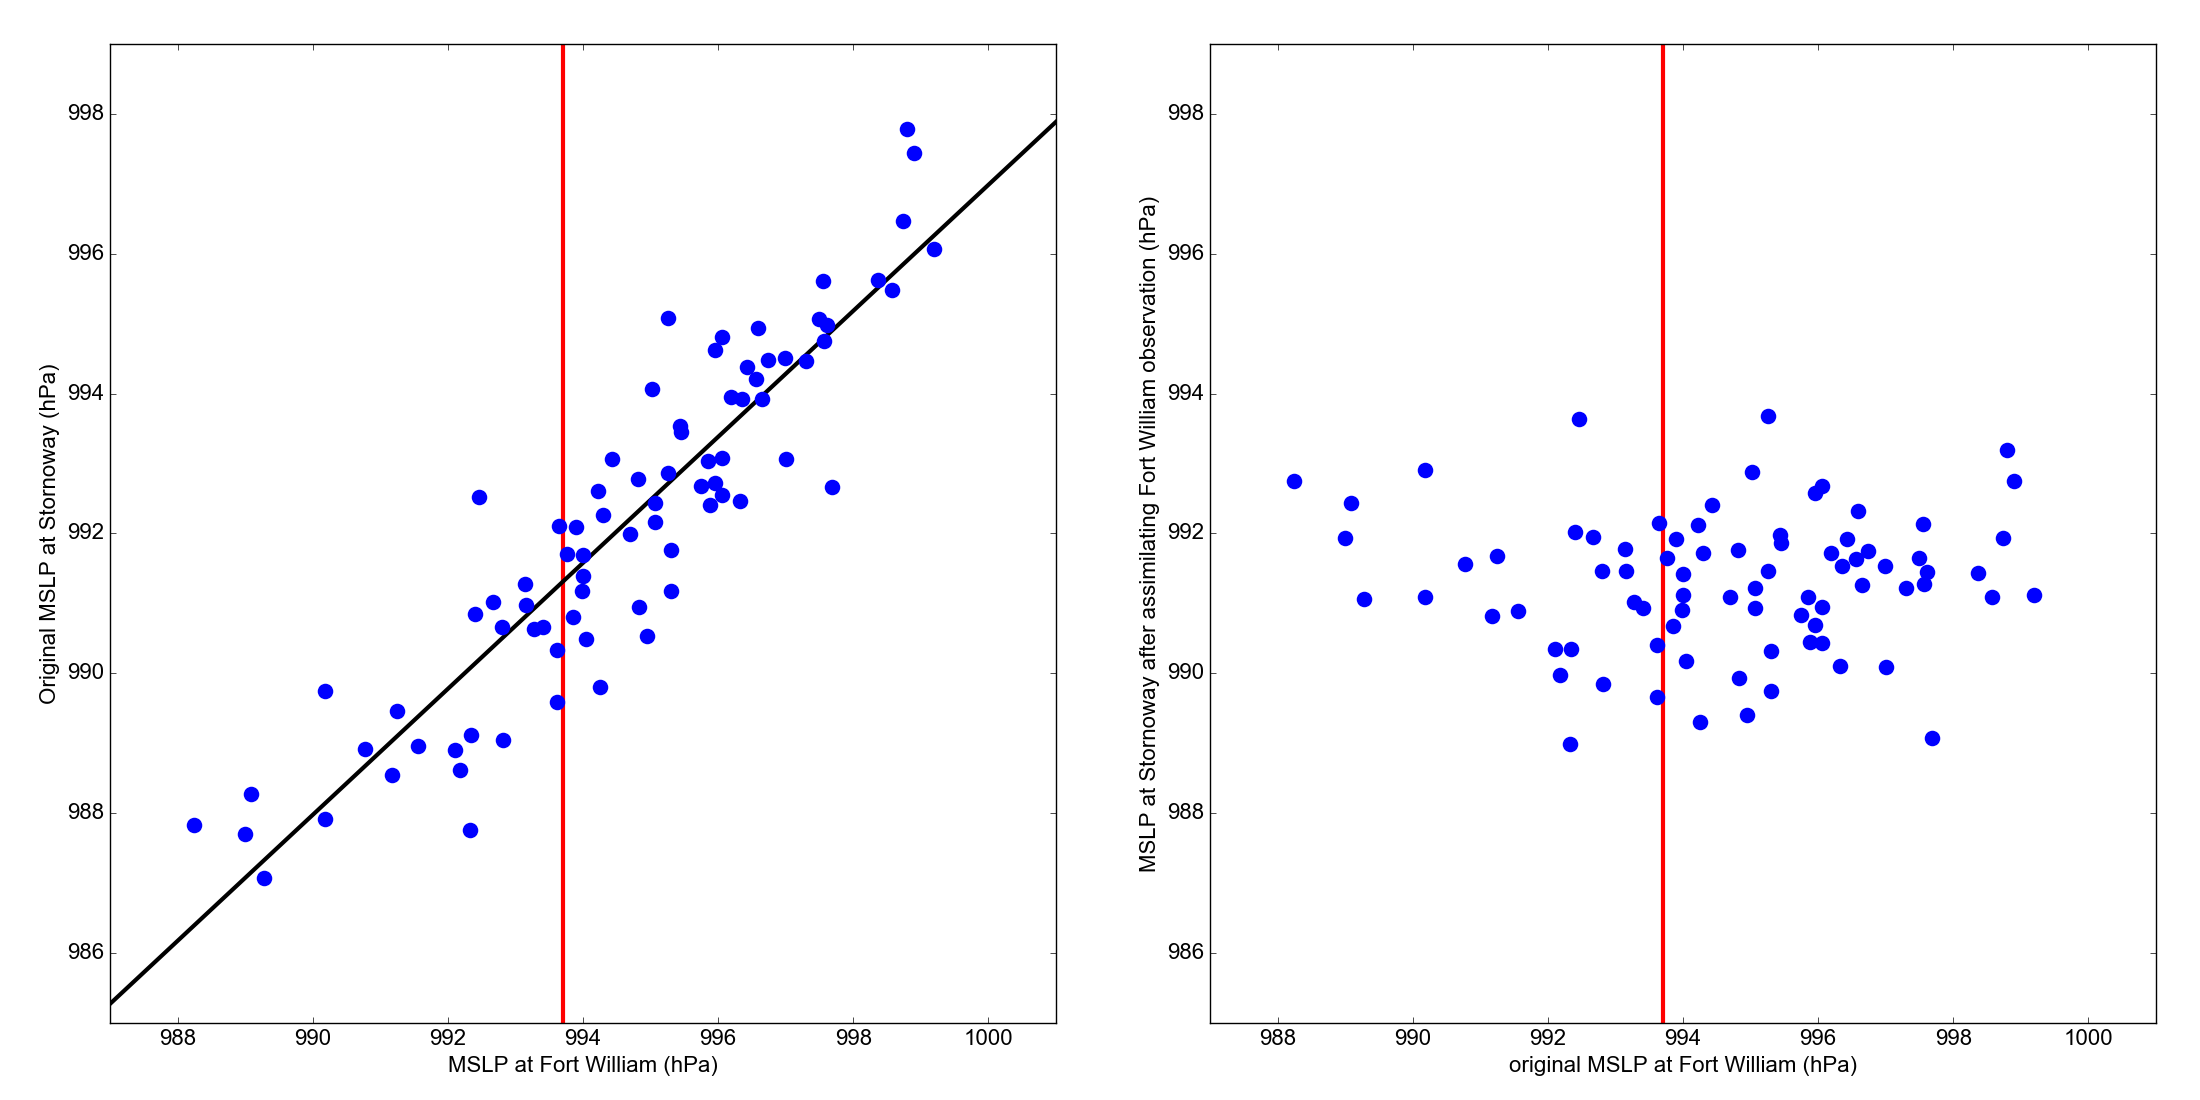 998
996
994
992
990
988
986
Original MSLP at Stornoway (hPa)
988 990 992 994 996 998 1000
MSLP at Fort William (hPa)
998
996
994
992
990
988
986
MSLP at Stornoway after assimilating Fort William observation (hPa)
988 990 992 994 996 998 1000
original MSLP at Fort William (hPa)